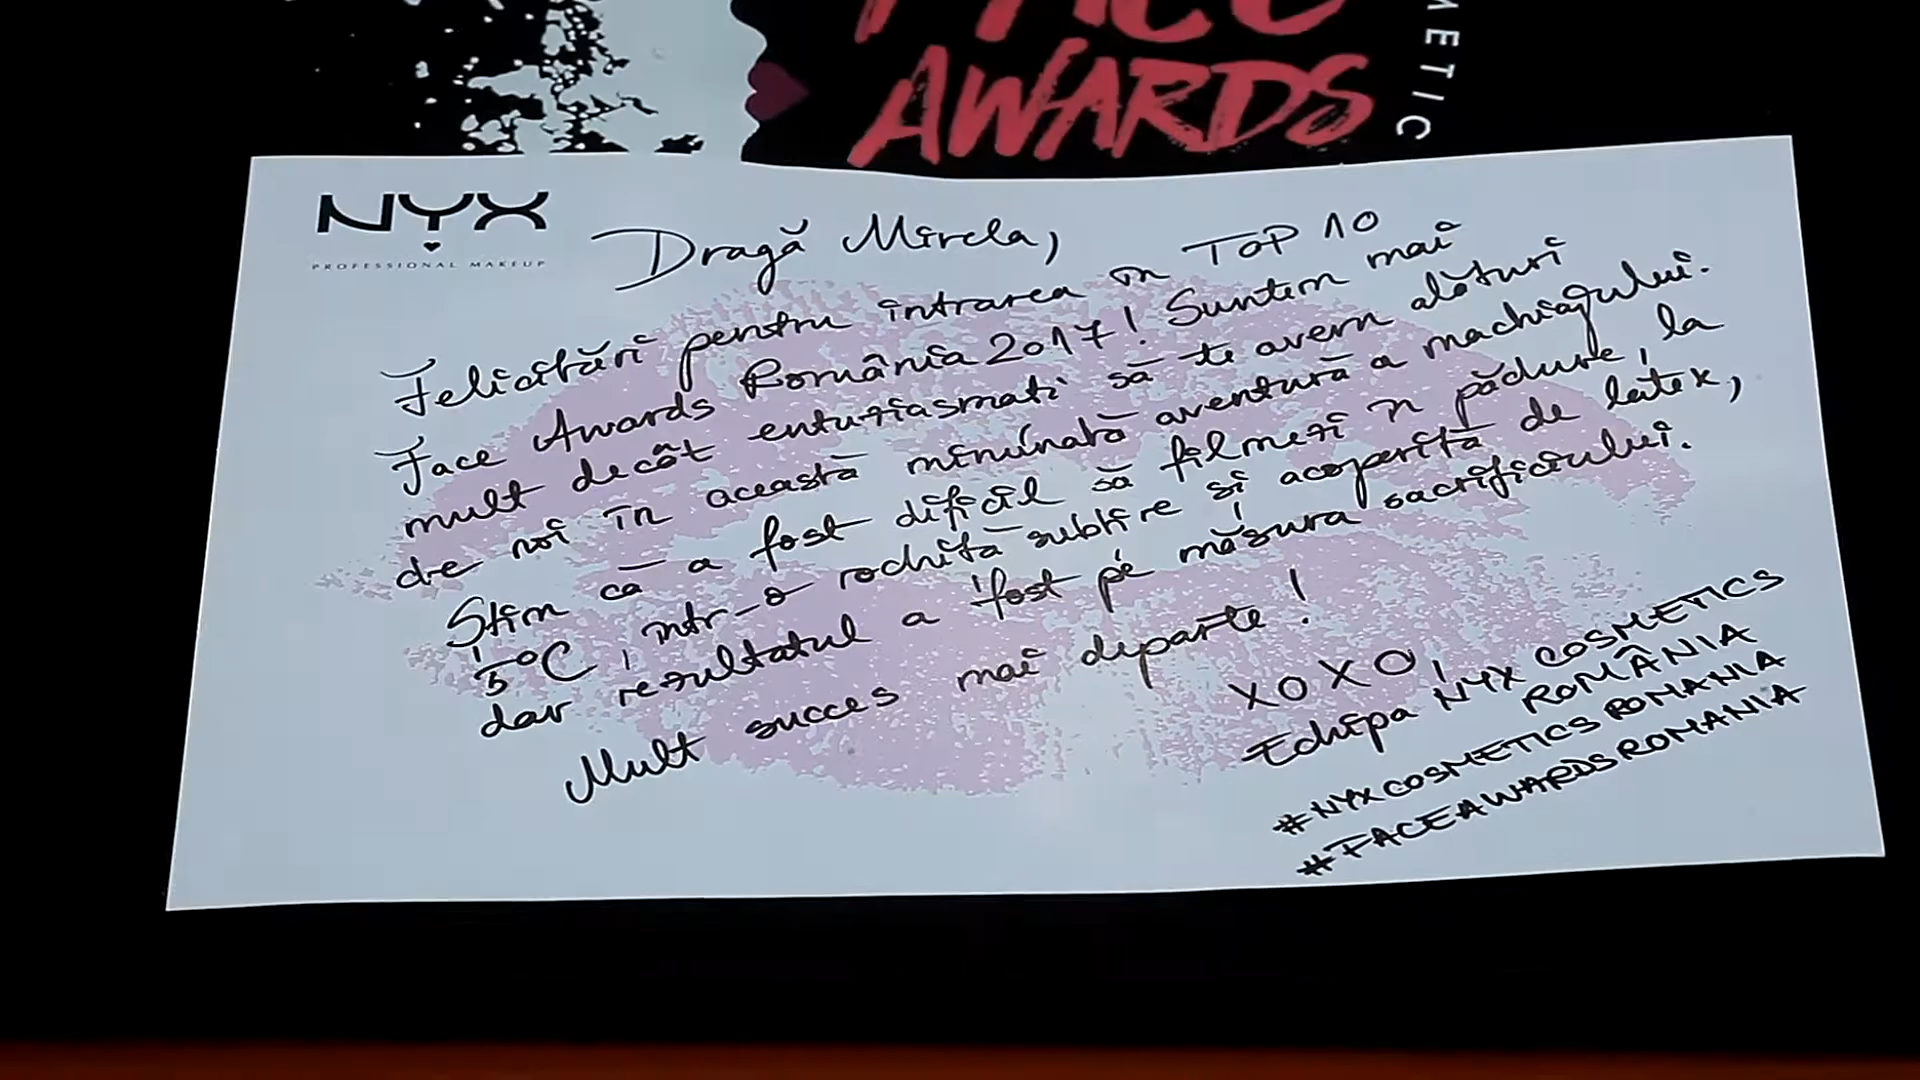 AWARDS
METIC
NYX
PROFESSIONAL MAKEUP
Dragă Mirela,
Felicitări pentru intrarea în TOP 10
Face Awards România 2017! Suntem mai
mult decât entuziasmați să te avem alături
de noi în această minunată aventură a machiajului.
Știm că a fost dificil să filmezi în pădure, la
5°C, într-o rochiță subțire și acoperită de latex,
dar rezultatul a fost pe măsura sacrificiului.
Mult succes mai departe!
XOXO,
Echipa NYX COSMETICS
ROMÂNIA
#NYXCOSMETICSROMANIA
#FACEAWARDSROMANIA